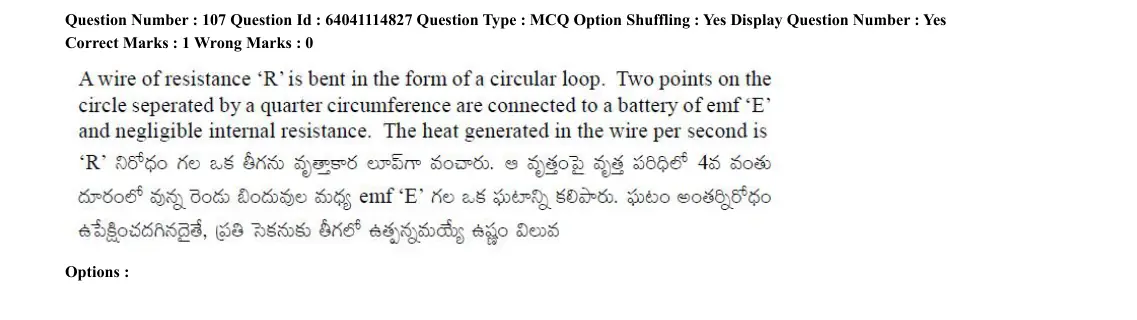 Question Number : 107 Question Id : 64041114827 Question Type : MCQ Option Shuffling : Yes Display Question Number : Yes
Correct Marks : 1 Wrong Marks : 0
A wire of resistance ‘R’ is bent in the form of a circular loop. Two points on the
circle seperated by a quarter circumference are connected to a battery of emf ‘E’
and negligible internal resistance. The heat generated in the wire per second is
‘R’ నిరోధం గల ఒక తీగను వృత్తాకార లూప్‌గా వంచారు. ఆ వృత్తంపై వృత్త పరిధిలో 4వ వంతు
దూరంలో వున్న రెండు బిందువుల మధ్య emf ‘E’ గల ఒక ఘటాన్ని కలిపారు. ఘటం అంతర్నిరోధం
ఉపేక్షించదగినదైతే, ప్రతి సెకనుకు తీగలో ఉత్పన్నమయ్యే ఉష్ణం విలువ
Options :